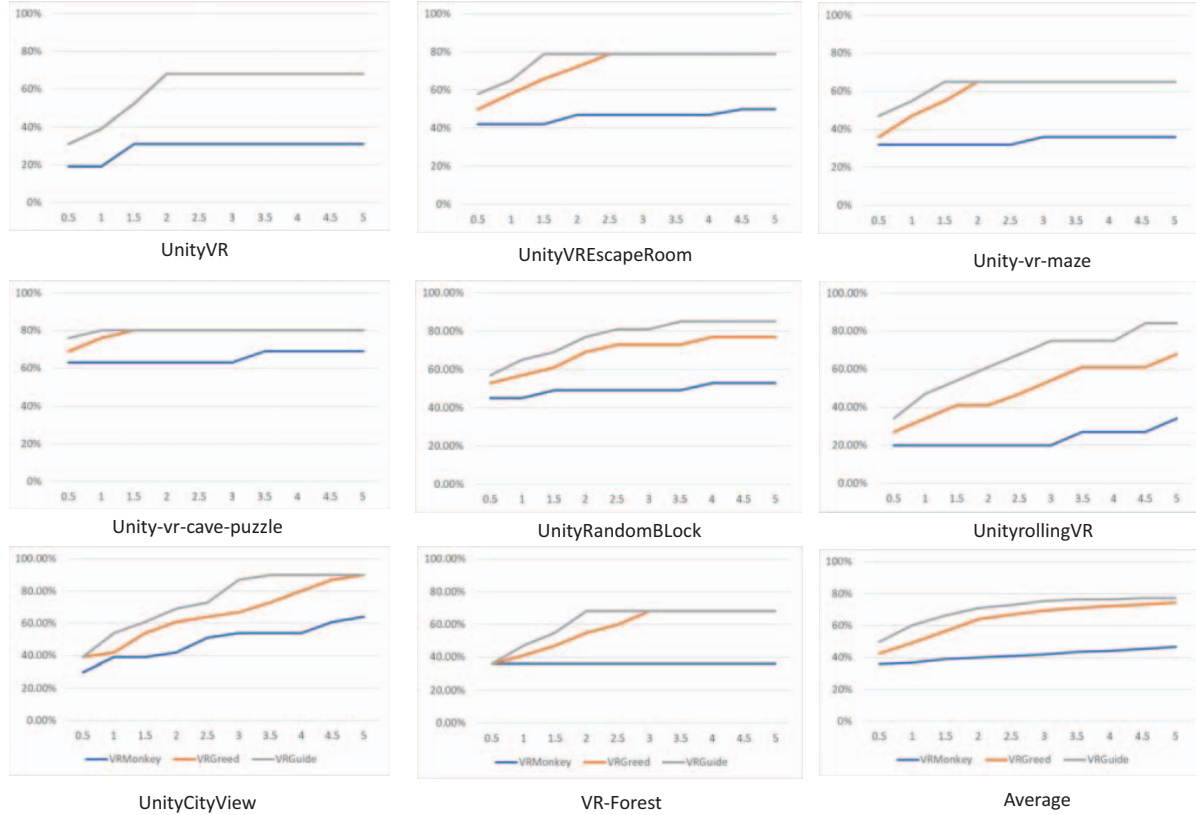 100%
80%
60%
40%
20%
0%
0.5 1 1.5 2 2.5 3 3.5 4 4.5 5
UnityVR
100%
80%
60%
40%
20%
0%
0.5 1 1.5 2 2.5 3 3.5 4 4.5 5
UnityVREscapeRoom
100%
80%
60%
40%
20%
0%
0.5 1 1.5 2 2.5 3 3.5 4 4.5 5
Unity-vr-maze
100%
80%
60%
40%
20%
0%
0.5 1 1.5 2 2.5 3 3.5 4 4.5 5
Unity-vr-cave-puzzle
100.00%
80.00%
60.00%
40.00%
20.00%
0.00%
0.5 1 1.5 2 2.5 3 3.5 4 4.5 5
UnityRandomBLock
100.00%
80.00%
60.00%
40.00%
20.00%
0.00%
0.5 1 1.5 2 2.5 3 3.5 4 4.5 5
UnityrollingVR
100.00%
80.00%
60.00%
40.00%
20.00%
0.00%
0.5 1 1.5 2 2.5 3 3.5 4 4.5 5
VRMonkey VRGreed VRGuide
UnityCityView
100.00%
80.00%
60.00%
40.00%
20.00%
0.00%
0.5 1 1.5 2 2.5 3 3.5 4 4.5 5
VRMonkey VRGreed VRGuide
VR-Forest
100%
80%
60%
40%
20%
0%
0.5 1 1.5 2 2.5 3 3.5 4 4.5 5
VRMonkey VRGreed VRGuide
Average